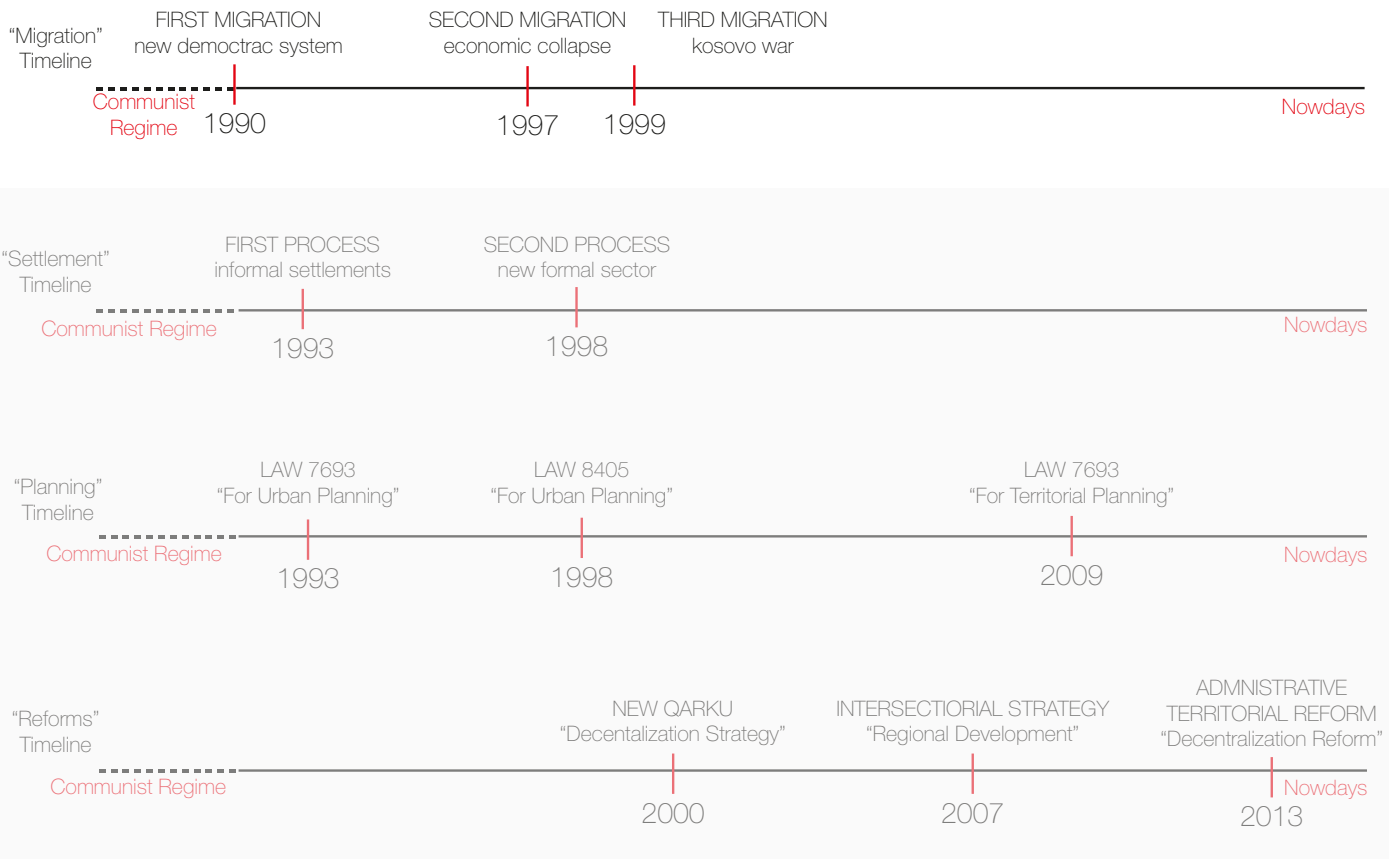 “Migration”
Timeline
FIRST MIGRATION
new democtrac system
SECOND MIGRATION
economic collapse
THIRD MIGRATION
kosovo war
Communist
Regime
1990
1997
1999
Nowdays
“Settlement”
Timeline
FIRST PROCESS
informal settlements
SECOND PROCESS
new formal sector
Communist Regime
1993
1998
Nowdays
“Planning”
Timeline
LAW 7693
“For Urban Planning”
LAW 8405
“For Urban Planning”
LAW 7693
“For Territorial Planning”
Communist Regime
1993
1998
2009
Nowdays
“Reforms”
Timeline
NEW QARKU
“Decentalization Strategy”
INTERSECTIORIAL STRATEGY
“Regional Development”
ADMNISTRATIVE
TERRITORIAL REFORM
“Decentralization Reform”
Communist Regime
2000
2007
2013
Nowdays